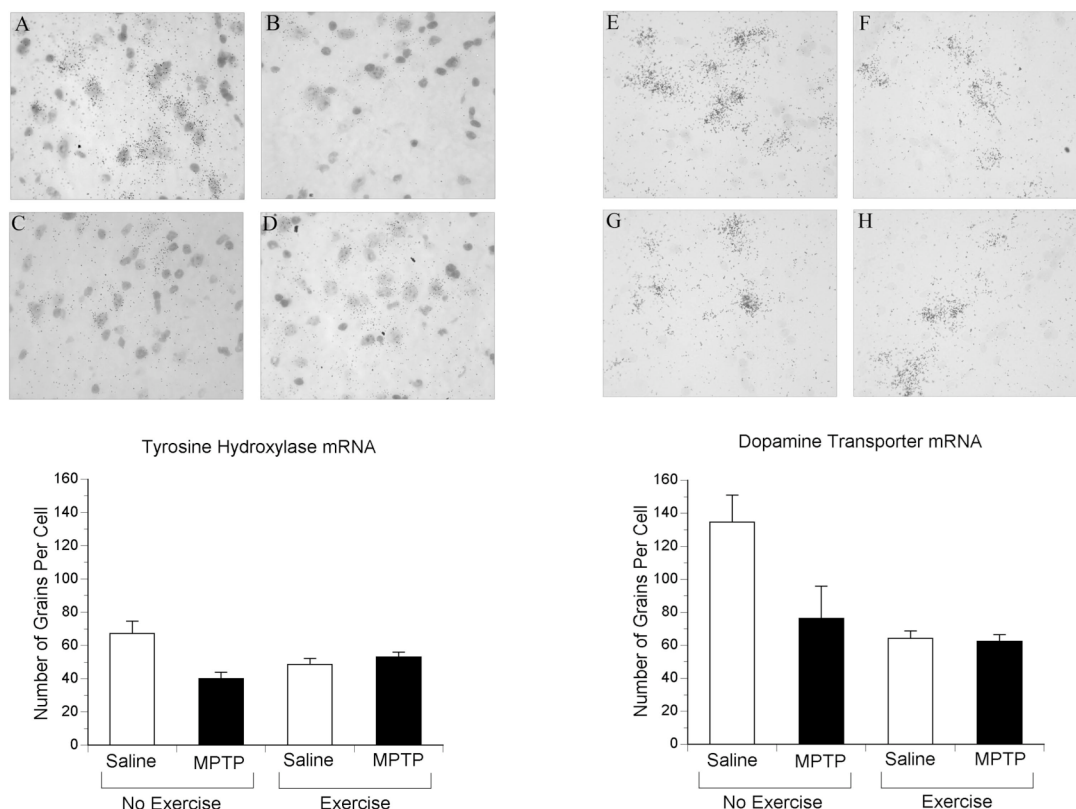 A
B
C
D
E
F
G
H
Tyrosine Hydroxylase mRNA
Number of Grains Per Cell
160
140
120
100
80
60
40
20
0
Saline
MPTP
Saline
MPTP
No Exercise
Exercise
Dopamine Transporter mRNA
Number of Grains Per Cell
160
140
120
100
80
60
40
20
0
Saline
MPTP
Saline
MPTP
No Exercise
Exercise